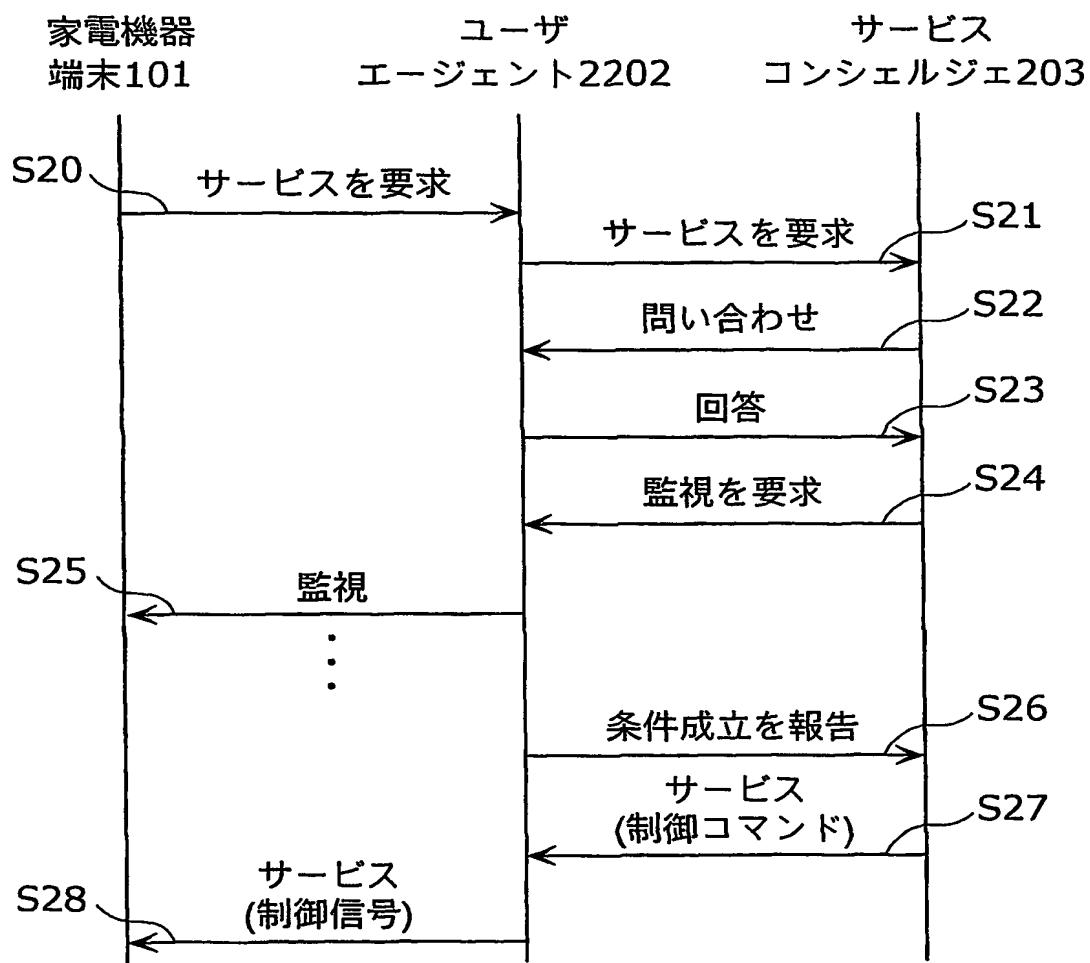 家電機器
端末101
ユーザ
エージェント2202
サービス
コンシェルジェ203
S20
サービスを要求
サービスを要求
S21
問い合わせ
S22
回答
S23
監視を要求
S24
S25
監視
条件成立を報告
S26
サービス
(制御コマンド)
S27
S28
サービス
(制御信号)